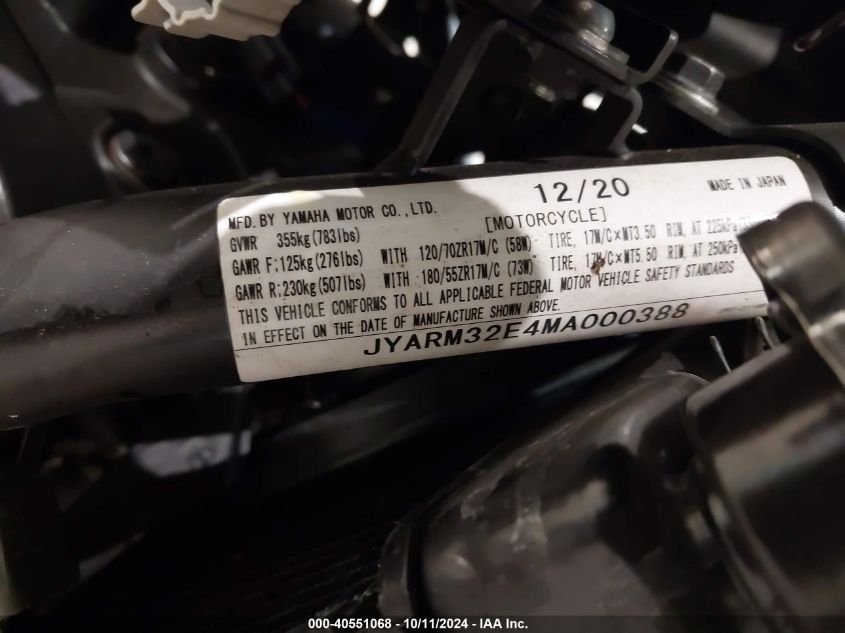 12/20 MADE IN JAPAN
MFD. BY YAMAHA MOTOR CO.,LTD. [MOTORCYCLE]
GVWR 355kg(783lbs)
GAWR F:125kg(276lbs) WITH 120/70ZR17M/C (58W) TIRE, 17M/C×MT3.50 RIM, AT 225kPa
GAWR R:230kg(507lbs) WITH 180/55ZR17M/C (73W) TIRE, 17M/C×MT5.50 RIM, AT 250kPa
THIS VEHICLE CONFORMS TO ALL APPLICABLE FEDERAL MOTOR VEHICLE SAFETY STANDARDS
IN EFFECT ON THE DATE OF MANUFACTURE SHOWN ABOVE.
JYARM32E4MA000388
000-40551068 - 10/11/2024 - IAA Inc.